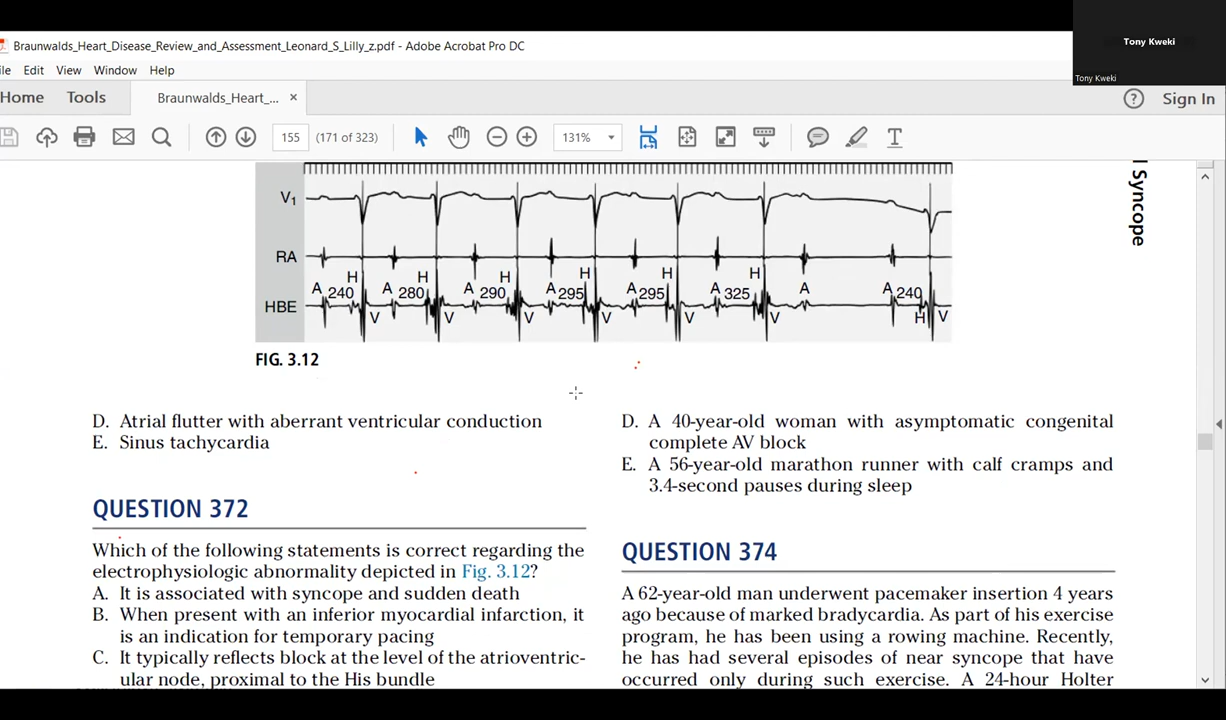 Tony Kweki
Tony Kweki
Braunwalds_Heart_Disease_Review_and_Assessment_Leonard_S_Lilly_z.pdf - Adobe Acrobat Pro DC
ile Edit View Window Help
Home Tools Braunwalds_Heart_... × ? Sign In
155 (171 of 323) 131% T
l Syncope
V1
RA
H H H H H H
A 240 A 280 A 290 A 295 A 295 A 325 A A 240
HBE
V V V V V V H V
FIG. 3.12
D. Atrial flutter with aberrant ventricular conduction
E. Sinus tachycardia
QUESTION 372
Which of the following statements is correct regarding the
electrophysiologic abnormality depicted in Fig. 3.12?
A. It is associated with syncope and sudden death
B. When present with an inferior myocardial infarction, it
is an indication for temporary pacing
C. It typically reflects block at the level of the atrioventric-
ular node, proximal to the His bundle
D. A 40-year-old woman with asymptomatic congenital
complete AV block
E. A 56-year-old marathon runner with calf cramps and
3.4-second pauses during sleep
QUESTION 374
A 62-year-old man underwent pacemaker insertion 4 years
ago because of marked bradycardia. As part of his exercise
program, he has been using a rowing machine. Recently,
he has had several episodes of near syncope that have
occurred only during such exercise. A 24-hour Holter